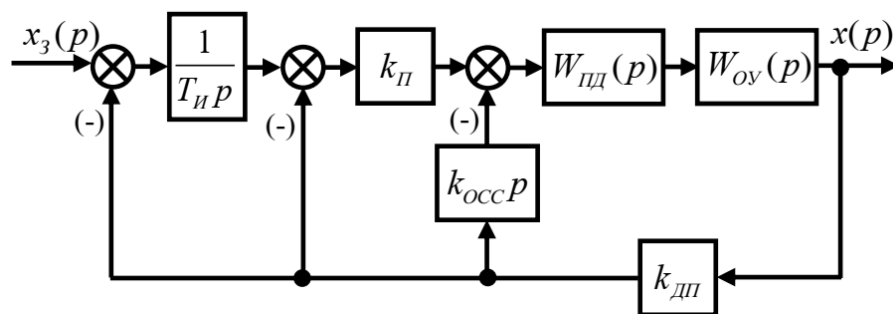 x_З(p)
1
T_И p
k_П
W_ПД(p)
W_ОУ(p)
x(p)
(-)
(-)
(-)
k_ОСС p
k_ДП